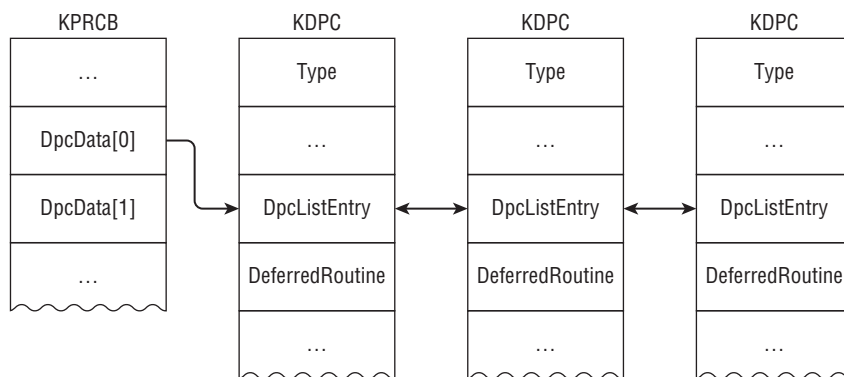 KPRCB KDPC KDPC KDPC
… Type Type Type
DpcData[0] … … …
DpcData[1] DpcListEntry DpcListEntry DpcListEntry
… DeferredRoutine DeferredRoutine DeferredRoutine
… … …